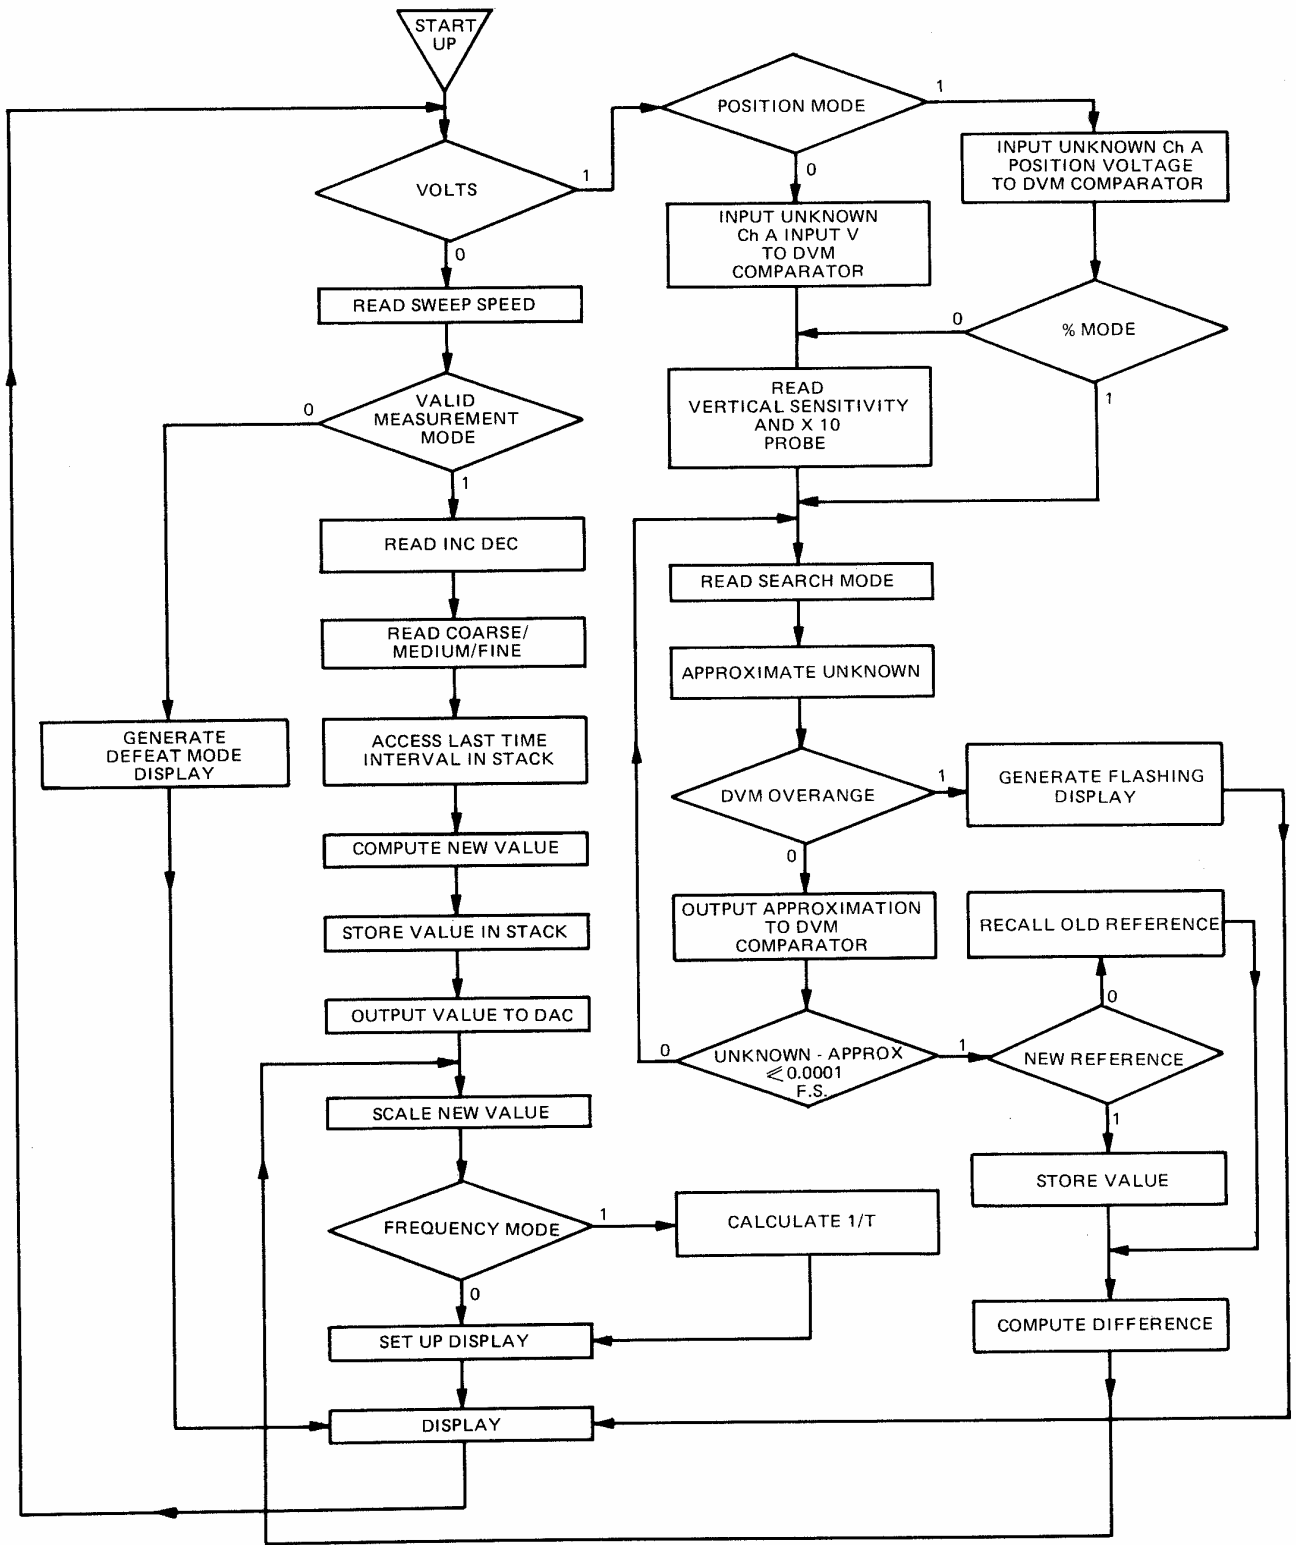 START
UP
POSITION MODE
1
INPUT UNKNOWN Ch A
POSITION VOLTAGE
TO DVM COMPARATOR
VOLTS
1
0
0
INPUT UNKNOWN
Ch A INPUT V
TO DVM
COMPARATOR
READ SWEEP SPEED
% MODE
0
1
VALID
MEASUREMENT
MODE
0
1
READ
VERTICAL SENSITIVITY
AND X 10
PROBE
READ INC DEC
READ SEARCH MODE
READ COARSE/
MEDIUM/FINE
APPROXIMATE UNKNOWN
GENERATE
DEFEAT MODE
DISPLAY
ACCESS LAST TIME
INTERVAL IN STACK
DVM OVERANGE
1
0
GENERATE FLASHING
DISPLAY
COMPUTE NEW VALUE
STORE VALUE IN STACK
OUTPUT APPROXIMATION
TO DVM
COMPARATOR
RECALL OLD REFERENCE
OUTPUT VALUE TO DAC
0
UNKNOWN - APPROX
⩽ 0.0001
F.S.
1
0
NEW REFERENCE
1
SCALE NEW VALUE
STORE VALUE
FREQUENCY MODE
1
0
CALCULATE 1/T
SET UP DISPLAY
COMPUTE DIFFERENCE
DISPLAY